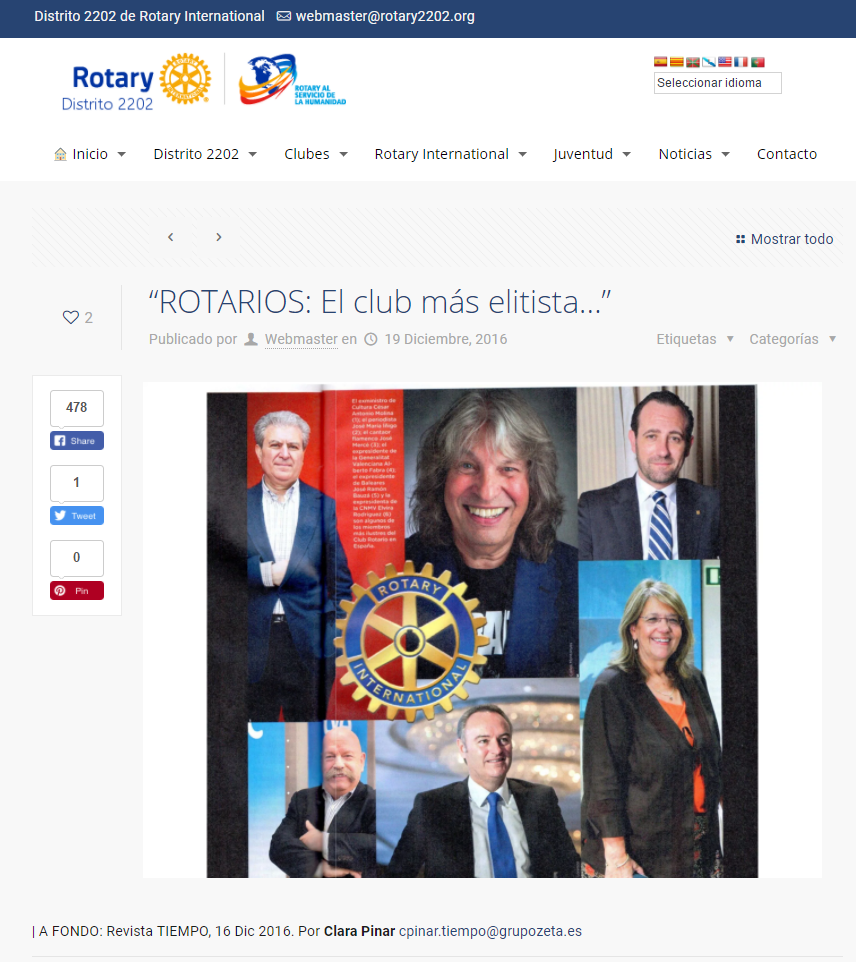 Distrito 2202 de Rotary International webmaster@rotary2202.org
Rotary
Distrito 2202
ROTARY AL
SERVICIO DE
LA HUMANIDAD
Seleccionar idioma
Inicio Distrito 2202 Clubes Rotary International Juventud Noticias Contacto
Mostrar todo
“ROTARIOS: El club más elitista…”
2
Publicado por Webmaster en 19 Diciembre, 2016 Etiquetas Categorías
478
Share
1
Tweet
0
Pin
El exministro de
Cultura César
Antonio Molina
(1); el periodista
José María Íñigo
(2); el cantaor
flamenco José
Mercé (3); el
expresidente de
la Generalitat
Valenciana Al-
berto Fabra (4);
el expresidente
de Baleares
José Ramón
Bauzá (5) y la
expresidenta de
la CNMV Elvira
Rodríguez (6)
son algunos de
los miembros
más ilustres del
Club Rotario en
España.
ROTARY
INTERNATIONAL
| A FONDO: Revista TIEMPO, 16 Dic 2016. Por Clara Pinar cpinar.tiempo@grupozeta.es